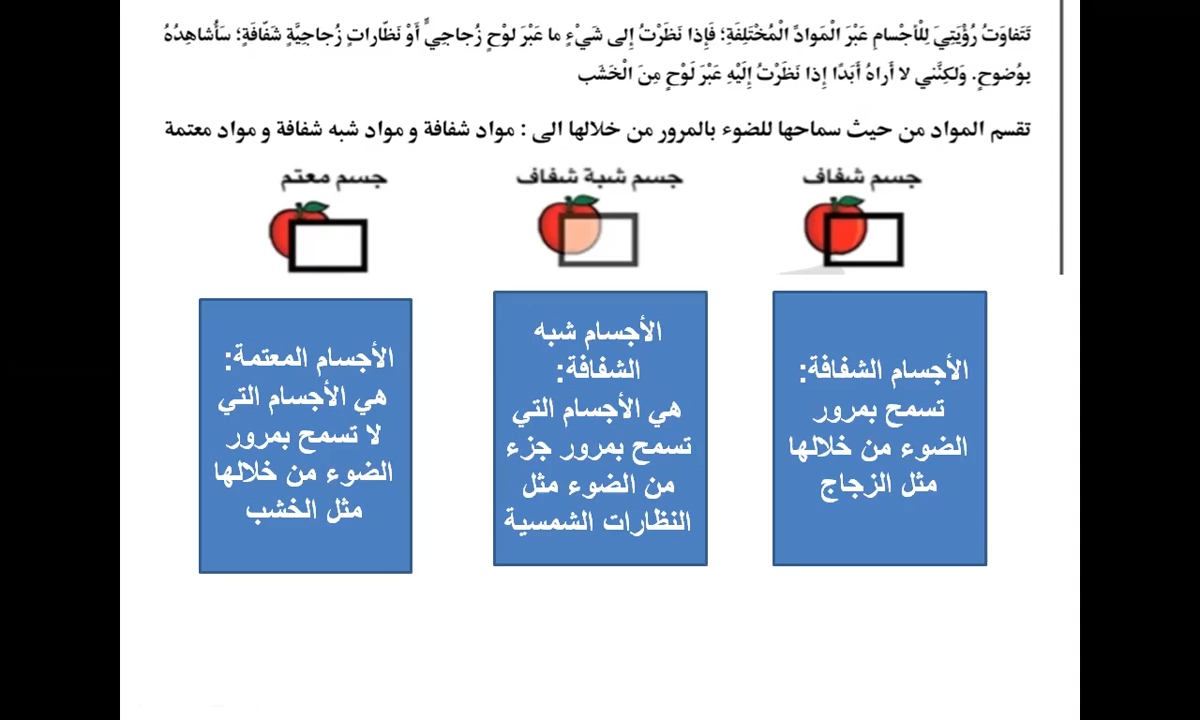 تَتَفاوَتُ رُؤْيَتِيَ لِلْأَجْسامِ عَبْرَ الْمَوادِّ الْمُخْتَلِفَةِ؛ فَإِذا نَظَرْتُ إِلى شَيْءٍ ما عَبْرَ لَوْحٍ زُجاجِيٍّ أَوْ نَظّاراتٍ زُجاجِيَّةٍ شَفّافَةٍ؛ سَأُشاهِدُهُ
بِوُضوحٍ. وَلكِنَّني لا أَراهُ أَبَدًا إِذا نَظَرْتُ إِلَيْهِ عَبْرَ لَوْحٍ مِنَ الْخَشَبِ
تقسم المواد من حيث سماحها للضوء بالمرور من خلالها الى : مواد شفافة و مواد شبه شفافة و مواد معتمة
جسم شفاف
جسم شبة شفاف
جسم معتم
الأجسام الشفافة:
تسمح بمرور
الضوء من خلالها
مثل الزجاج
الأجسام شبه
الشفافة:
هي الأجسام التي
تسمح بمرور جزء
من الضوء مثل
النظارات الشمسية
الأجسام المعتمة:
هي الأجسام التي
لا تسمح بمرور
الضوء من خلالها
مثل الخشب